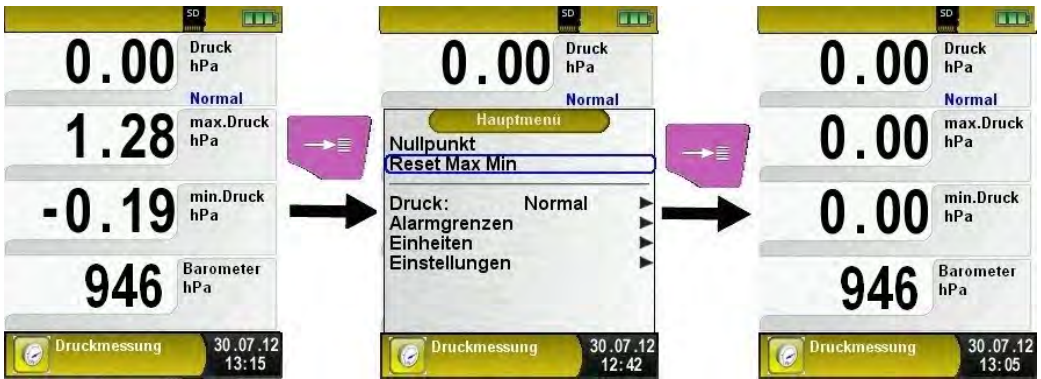 SD
0.00 Druck
hPa
Normal
1.28 max.Druck
hPa
-0.19 min.Druck
hPa
946 Barometer
hPa
Druckmessung 30.07.12
13:15
SD
0.00 Druck
hPa
Normal
Hauptmenü
Nullpunkt
Reset Max Min
Druck: Normal
Alarmgrenzen
Einheiten
Einstellungen
Druckmessung 30.07.12
12:42
SD
0.00 Druck
hPa
Normal
0.00 max.Druck
hPa
0.00 min.Druck
hPa
946 Barometer
hPa
Druckmessung 30.07.12
13:05